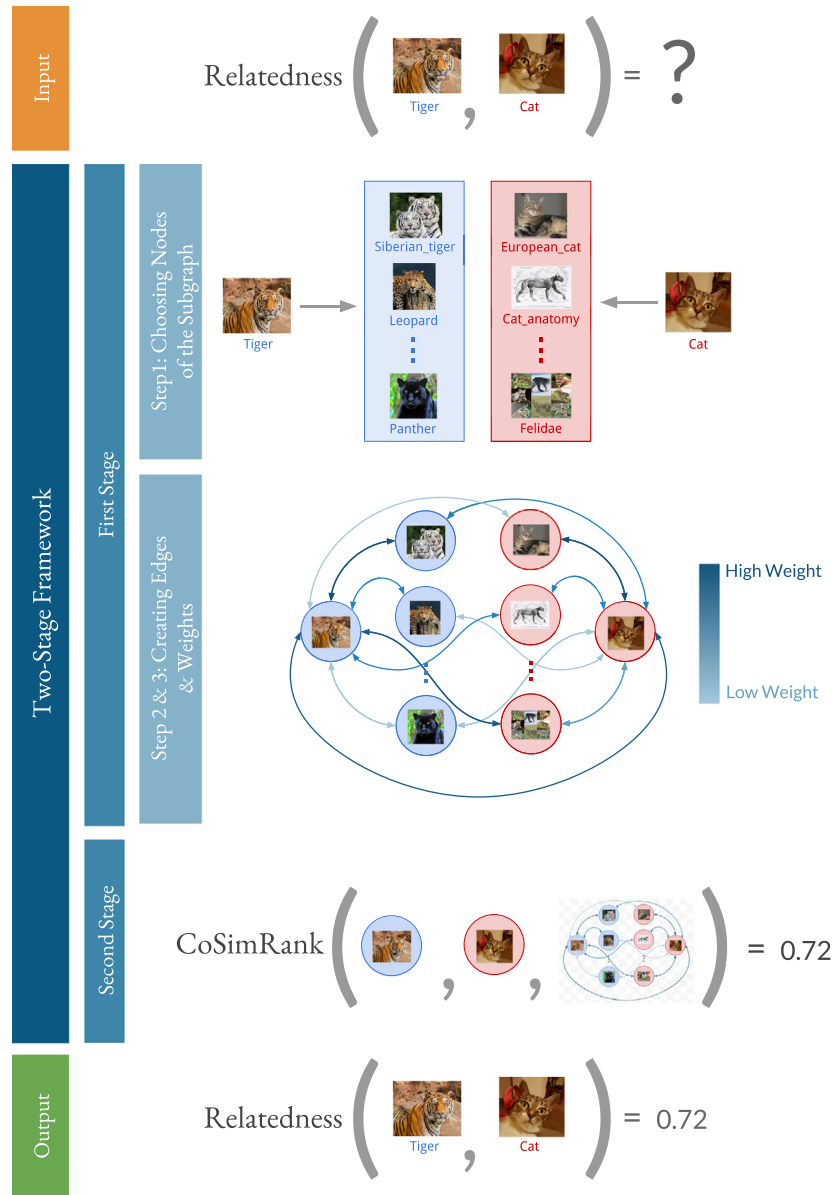 Input
Relatedness ( Tiger , Cat ) = ?
Two-Stage Framework
First Stage
Step1: Choosing Nodes
of the Subgraph
Tiger
Siberian_tiger
Leopard
Panther
European_cat
Cat_anatomy
Felidae
Cat
Step 2 & 3: Creating Edges
& Weights
High Weight
Low Weight
Second Stage
CoSimRank ( , , ) = 0.72
Output
Relatedness ( Tiger , Cat ) = 0.72